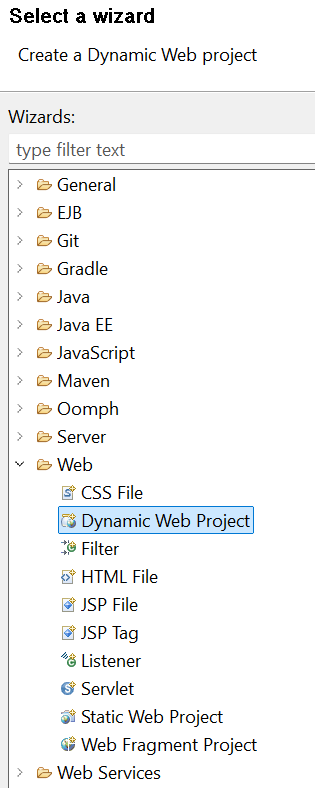 Select a wizard
Create a Dynamic Web project
Wizards:
type filter text
General
EJB
Git
Gradle
Java
Java EE
JavaScript
Maven
Oomph
Server
Web
CSS File
Dynamic Web Project
Filter
HTML File
JSP File
JSP Tag
Listener
Servlet
Static Web Project
Web Fragment Project
Web Services